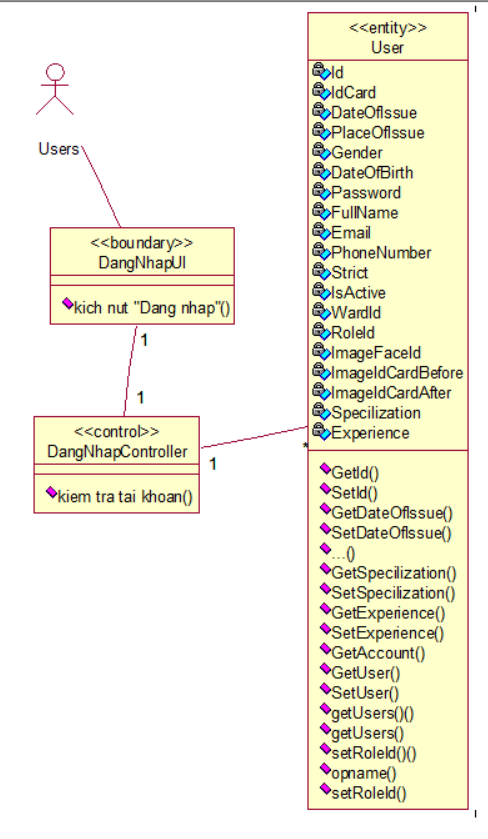 <<entity>>
User
Id
IdCard
DateOfIssue
PlaceOfIssue
Gender
DateOfBirth
Password
FullName
Email
PhoneNumber
Strict
IsActive
WardId
RoleId
ImageFaceId
ImageIdCardBefore
ImageIdCardAfter
Specilization
Experience
GetId()
SetId()
GetDateOfIssue()
SetDateOfIssue()
...()
GetSpecilization()
SetSpecilization()
GetExperience()
SetExperience()
GetAccount()
GetUser()
SetUser()
getUsers()()
getUsers()
setRoleId()()
opname()
setRoleId()
Users
<<boundary>>
DangNhapUI
kich nut "Dang nhap"()
1
1
<<control>>
DangNhapController
kiem tra tai khoan()
1
*